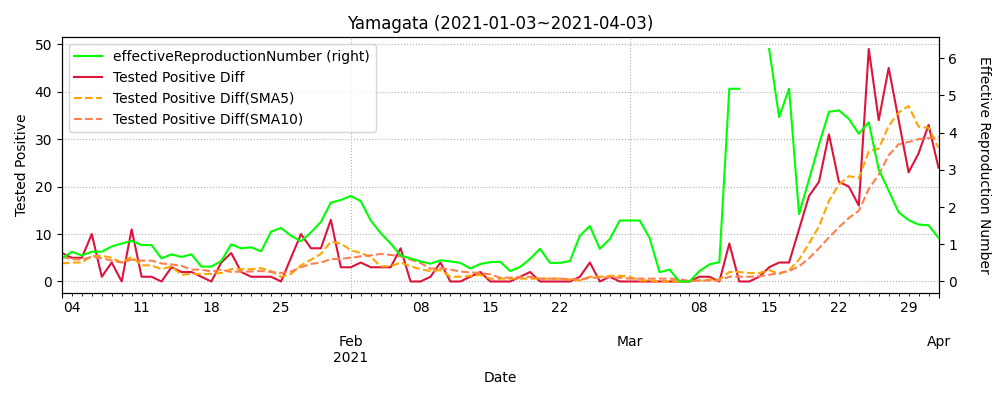 Yamagata (2021-01-03~2021-04-03)
effectiveReproductionNumber (right)
Tested Positive Diff
Tested Positive Diff(SMA5)
Tested Positive Diff(SMA10)
Tested Positive
50
40
30
20
10
0
Effective Reproduction Number
6
5
4
3
2
1
0
04 11 18 25 08 15 22 08 15 22 29
Feb Mar Apr
2021
Date